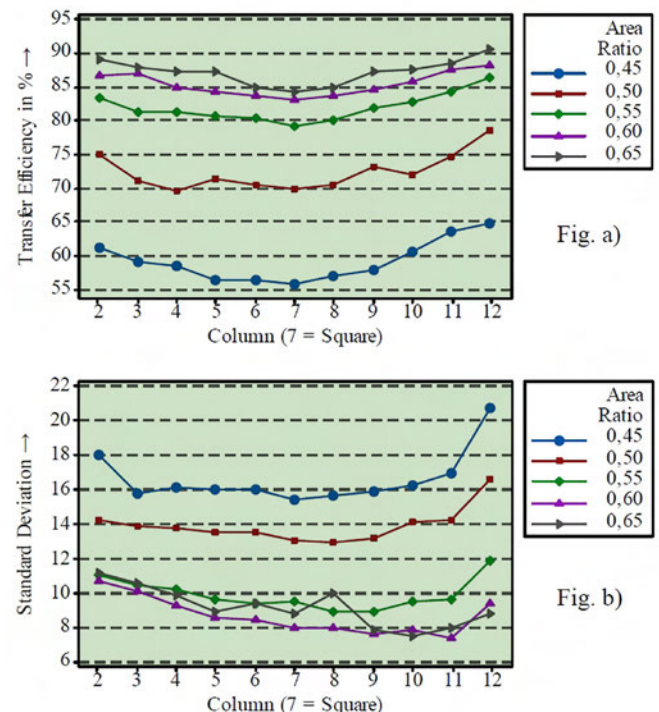 95
90
85
80
75
70
65
60
55
Transfer Efficiency in % →
2 3 4 5 6 7 8 9 10 11 12
Column (7 = Square)
Area
Ratio
0,45
0,50
0,55
0,60
0,65
Fig. a)
22
20
18
16
14
12
10
8
6
Standard Deviation →
2 3 4 5 6 7 8 9 10 11 12
Column (7 = Square)
Area
Ratio
0,45
0,50
0,55
0,60
0,65
Fig. b)